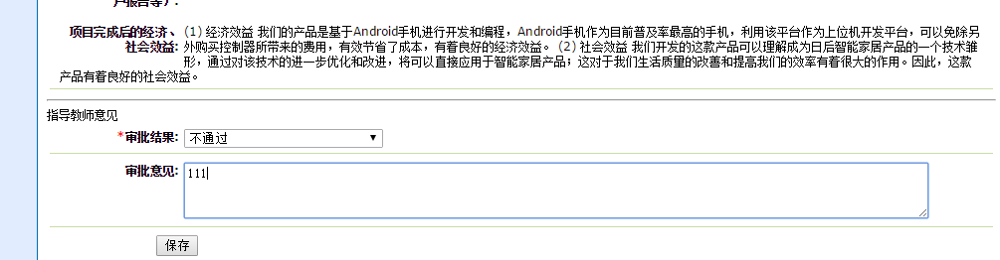 项目完成后的经济、 (1) 经济效益 我们的产品是基于Android手机进行开发和编程，Android手机作为目前普及率最高的手机，利用该平台作为上位机开发平台，可以免除另
社会效益: 外购买控制器所带来的费用，有效节省了成本，有着良好的经济效益。 (2) 社会效益 我们开发的这款产品可以理解成为日后智能家居产品的一个技术雏
形，通过对该技术的进一步优化和改进，将可以直接应用于智能家居产品；这对于我们生活质量的改善和提高我们的效率有着很大的作用。因此，这款
产品有着良好的社会效益。
指导教师意见
*审批结果: 不通过
审批意见: 111
保存